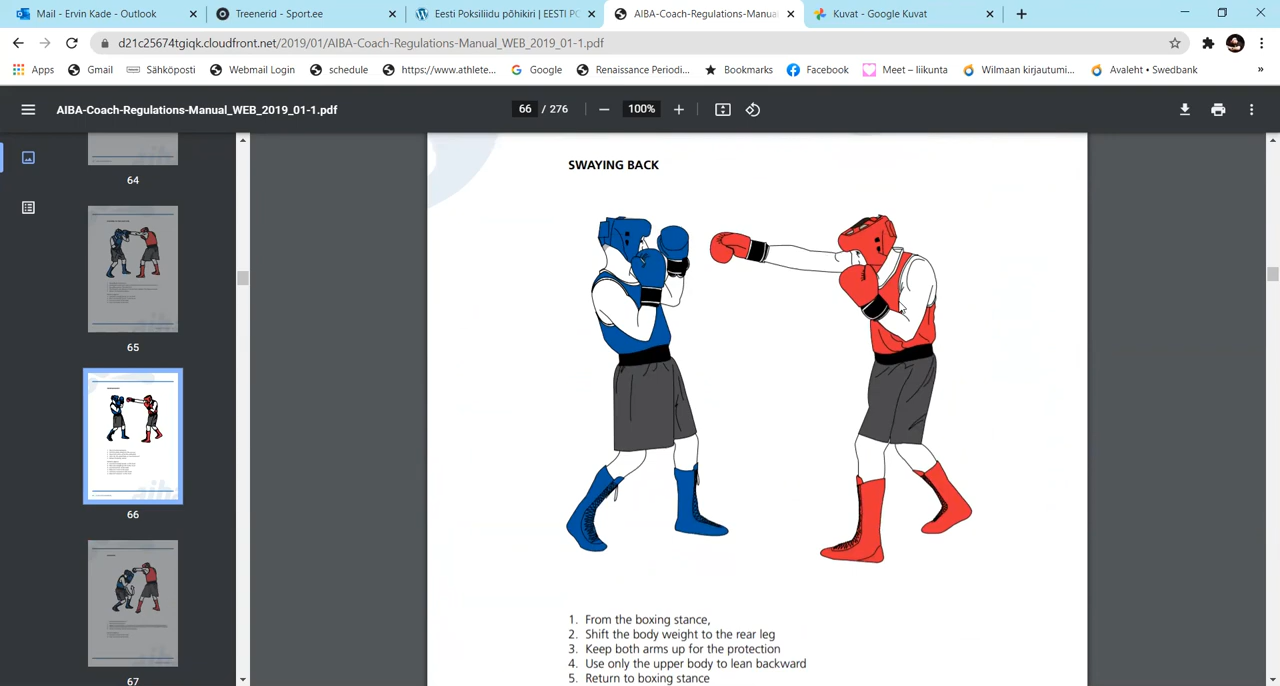 Mail - Ervin Kade - Outlook
Treenerid - Sport.ee
Eesti Poksiliidu põhikiri | EESTI PO
AIBA-Coach-Regulations-Manua
Kuvat - Google Kuvat
d21c25674tgiqk.cloudfront.net/2019/01/AIBA-Coach-Regulations-Manual_WEB_2019_01-1.pdf
Apps Gmail Sähköposti Webmail Login schedule https://www.athlete... Google Renaissance Periodi... Bookmarks Facebook Meet – liikunta Wilmaan kirjautumi... Avaleht • Swedbank »
AIBA-Coach-Regulations-Manual_WEB_2019_01-1.pdf
66 / 276
100%
64
65
66
67
SWAYING BACK
1. From the boxing stance,
2. Shift the body weight to the rear leg
3. Keep both arms up for the protection
4. Use only the upper body to lean backward
5. Return to boxing stance